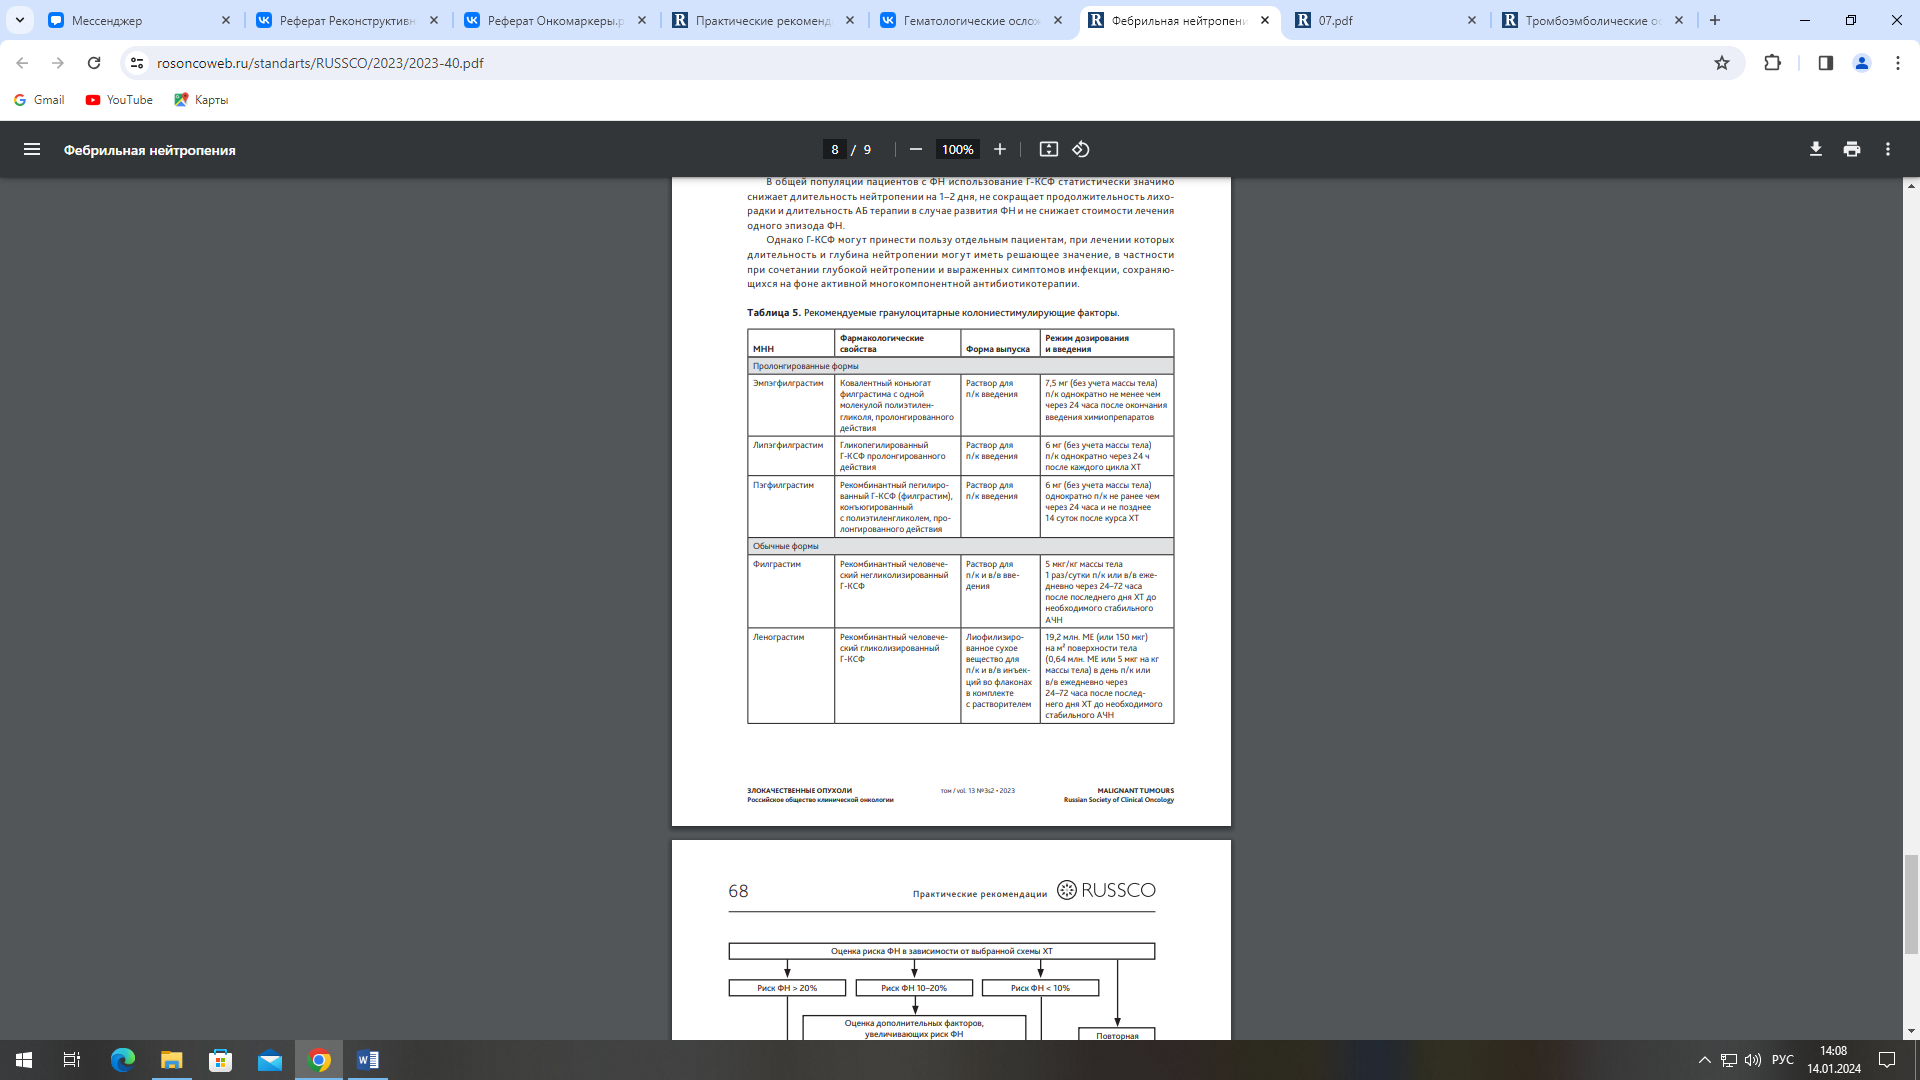 Мессенджер
Реферат Реконструктивн
Реферат Онкомаркеры.p
Практические рекоменд
Гематологические ослож
Фебрильная нейтропени
07.pdf
Тромбоэмболические ос
rosoncoweb.ru/standarts/RUSSCO/2023/2023-40.pdf
Gmail
YouTube
Карты
Фебрильная нейтропения
8 / 9
100%
В общей популяции пациентов с ФН использование Г-КСФ статистически значимо
снижает длительность нейтропении на 1–2 дня, не сокращает продолжительность лихо-
радки и длительность АБ терапии в случае развития ФН и не снижает стоимости лечения
одного эпизода ФН.
Однако Г-КСФ могут принести пользу отдельным пациентам, при лечении которых
длительность и глубина нейтропении могут иметь решающее значение, в частности
при сочетании глубокой нейтропении и выраженных симптомов инфекции, сохраняю-
щихся на фоне активной многокомпонентной антибиотикотерапии.
Таблица 5. Рекомендуемые гранулоцитарные колониестимулирующие факторы.
МНН
Фармакологические
свойства
Форма выпуска
Режим дозирования
и введения
Пролонгированные формы
Эмпэгфилграстим
Ковалентный коньюгат
филграстима с одной
молекулой полиэтилен-
гликоля, пролонгированного
действия
Раствор для
п/к введения
7,5 мг (без учета массы тела)
п/к однократно не менее чем
через 24 часа после окончания
введения химиопрепаратов
Липэгфилграстим
Гликопегилированный
Г-КСФ пролонгированного
действия
Раствор для
п/к введения
6 мг (без учета массы тела)
п/к однократно через 24 ч
после каждого цикла ХТ
Пэгфилграстим
Рекомбинантный пегилиро-
ванный Г-КСФ (филграстим),
конъюгированный
с полиэтиленгликолем, про-
лонгированного действия
Раствор для
п/к введения
6 мг (без учета массы тела)
однократно п/к не ранее чем
через 24 часа и не позднее
14 суток после курса ХТ
Обычные формы
Филграстим
Рекомбинантный человече-
ский негликолизированный
Г-КСФ
Раствор для
п/к и в/в вве-
дения
5 мкг/кг массы тела
1 раз/сутки п/к или в/в еже-
дневно через 24–72 часа
после последнего дня ХТ до
необходимого стабильного
АЧН
Ленограстим
Рекомбинантный человече-
ский гликолизированный
Г-КСФ
Лиофилизиро-
ванное сухое
вещество для
п/к и в/в инъек-
ций во флаконах
в комплекте
с растворителем
19,2 млн. МЕ (или 150 мкг)
на м² поверхности тела
(0,64 млн. МЕ или 5 мкг на кг
массы тела) в день п/к или
в/в ежедневно через
24–72 часа после послед-
него дня ХТ до необходимого
стабильного АЧН
ЗЛОКАЧЕСТВЕННЫЕ ОПУХОЛИ
Российское общество клинической онкологии
том / vol. 13 №3s2 • 2023
MALIGNANT TUMOURS
Russian Society of Clinical Oncology
68
Практические рекомендации
RUSSCO
Оценка риска ФН в зависимости от выбранной схемы ХТ
Риск ФН > 20%
Риск ФН 10–20%
Риск ФН < 10%
Оценка дополнительных факторов,
увеличивающих риск ФН
Повторная
РУС
14:08
14.01.2024